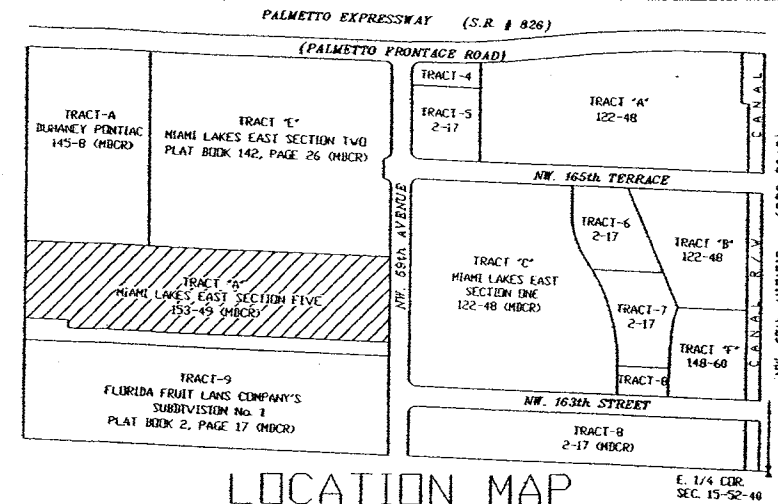 PALMETTO EXPRESSWAY (S.R. # 826)
(PALMETTO FRONTAGE ROAD)
TRACT-A
DUHANEY PONTIAC
145-8 (MDCR)
TRACT "E"
MIAMI LAKES EAST SECTION TWO
PLAT BOOK 142, PAGE 26 (MDCR)
TRACT-4
TRACT-5
2-17
TRACT "A"
122-48
CANAL
NW. 165th TERRACE
NW. 69th AVENUE
TRACT "A"
MIAMI LAKES EAST SECTION FIVE
153-49 (MDCR)
TRACT "C"
MIAMI LAKES EAST
SECTION ONE
122-48 (MDCR)
TRACT-6
2-17
TRACT "B"
122-48
TRACT-7
2-17
TRACT "F"
148-60
TRACT-8
CANAL R/W
NW. 163th STREET
TRACT-9
FLORIDA FRUIT LANS COMPANY'S
SUBDIVISION No. 1
PLAT BOOK 2, PAGE 17 (MDCR)
TRACT-8
2-17 (MDCR)
E. 1/4 COR.
SEC. 15-52-40
LOCATION MAP